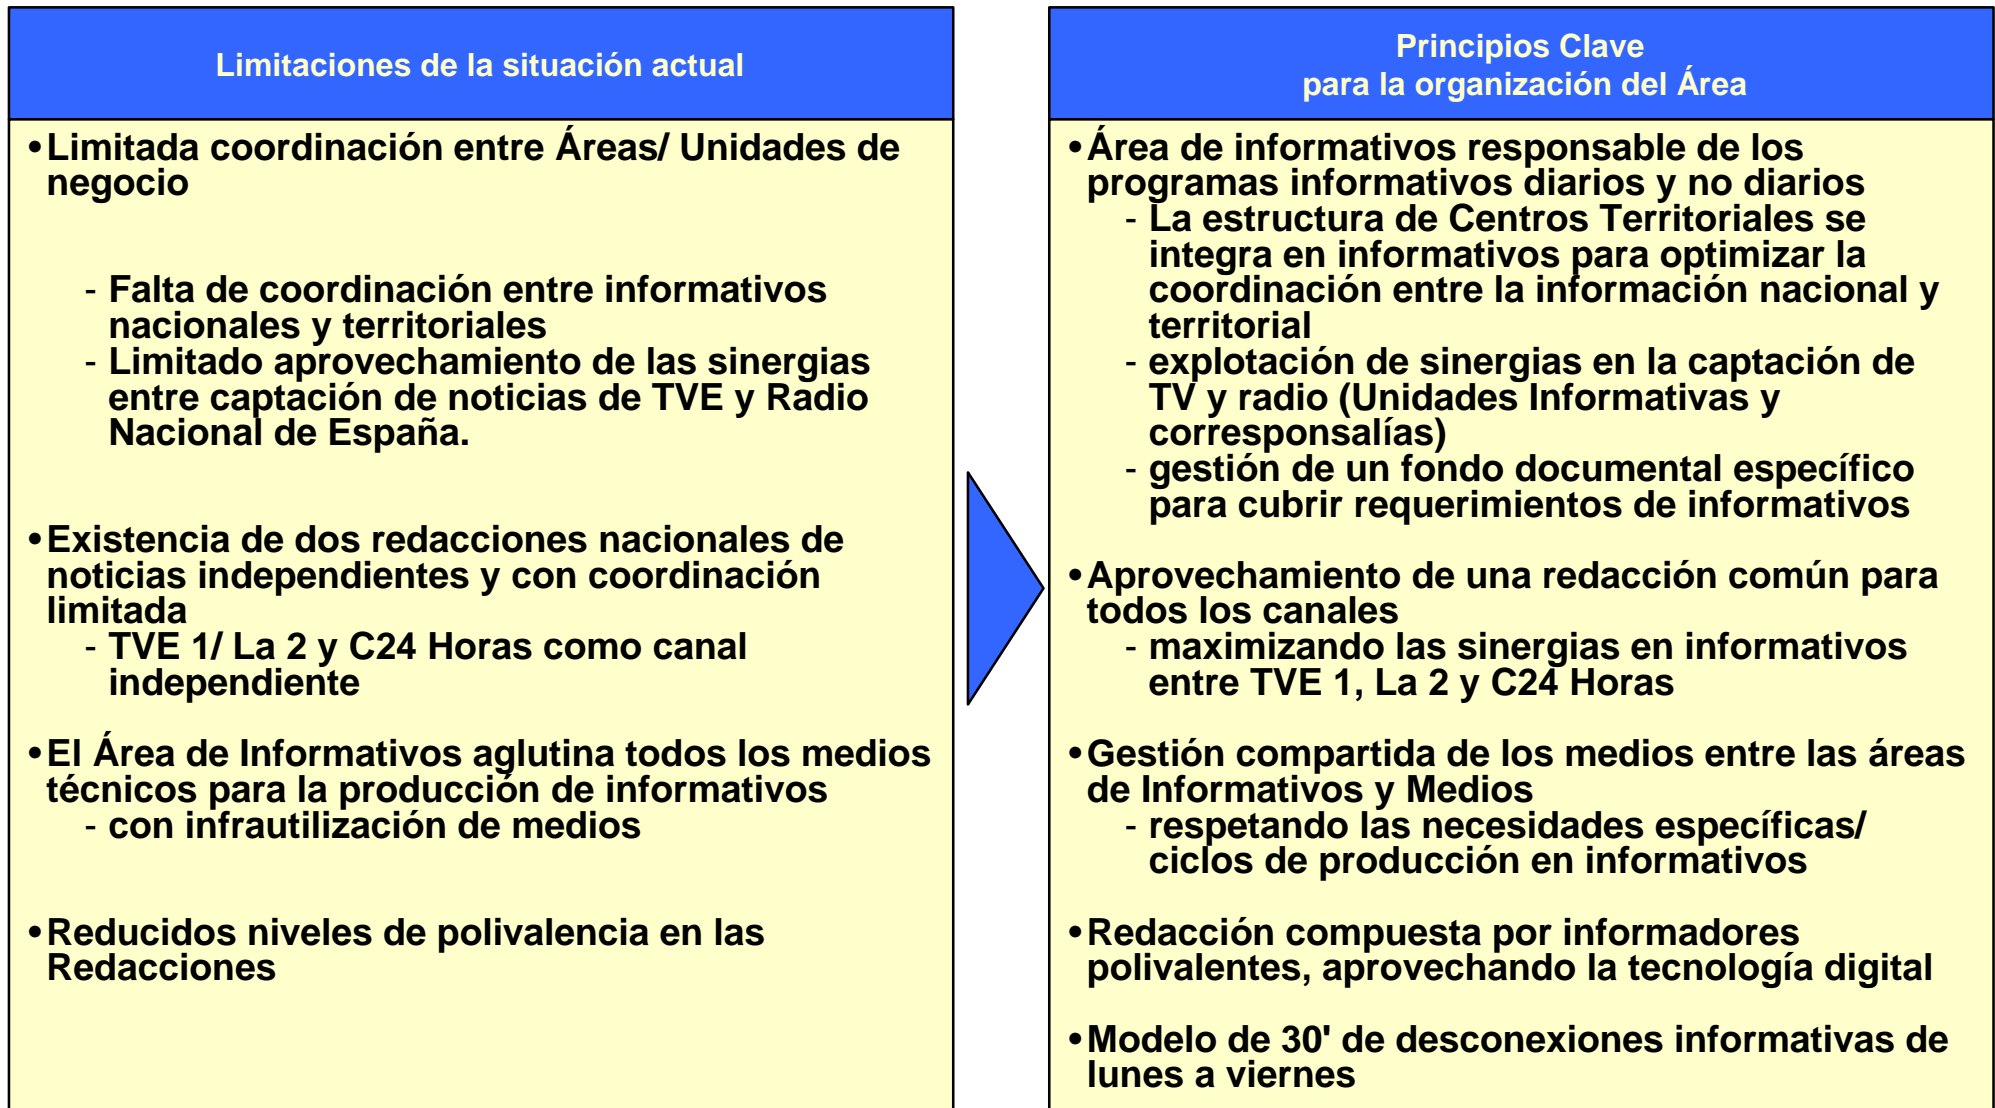 Limitaciones de la situación actual
•Limitada coordinación entre Áreas/ Unidades de
negocio
- Falta de coordinación entre informativos
nacionales y territoriales
- Limitado aprovechamiento de las sinergias
entre captación de noticias de TVE y Radio
Nacional de España.
•Existencia de dos redacciones nacionales de
noticias independientes y con coordinación
limitada
- TVE 1/ La 2 y C24 Horas como canal
independiente
•El Área de Informativos aglutina todos los medios
técnicos para la producción de informativos
- con infrautilización de medios
•Reducidos niveles de polivalencia en las
Redacciones
Principios Clave
para la organización del Área
•Área de informativos responsable de los
programas informativos diarios y no diarios
- La estructura de Centros Territoriales se
integra en informativos para optimizar la
coordinación entre la información nacional y
territorial
- explotación de sinergias en la captación de
TV y radio (Unidades Informativas y
corresponsalías)
- gestión de un fondo documental específico
para cubrir requerimientos de informativos
•Aprovechamiento de una redacción común para
todos los canales
- maximizando las sinergias en informativos
entre TVE 1, La 2 y C24 Horas
•Gestión compartida de los medios entre las áreas
de Informativos y Medios
- respetando las necesidades específicas/
ciclos de producción en informativos
•Redacción compuesta por informadores
polivalentes, aprovechando la tecnología digital
•Modelo de 30' de desconexiones informativas de
lunes a viernes